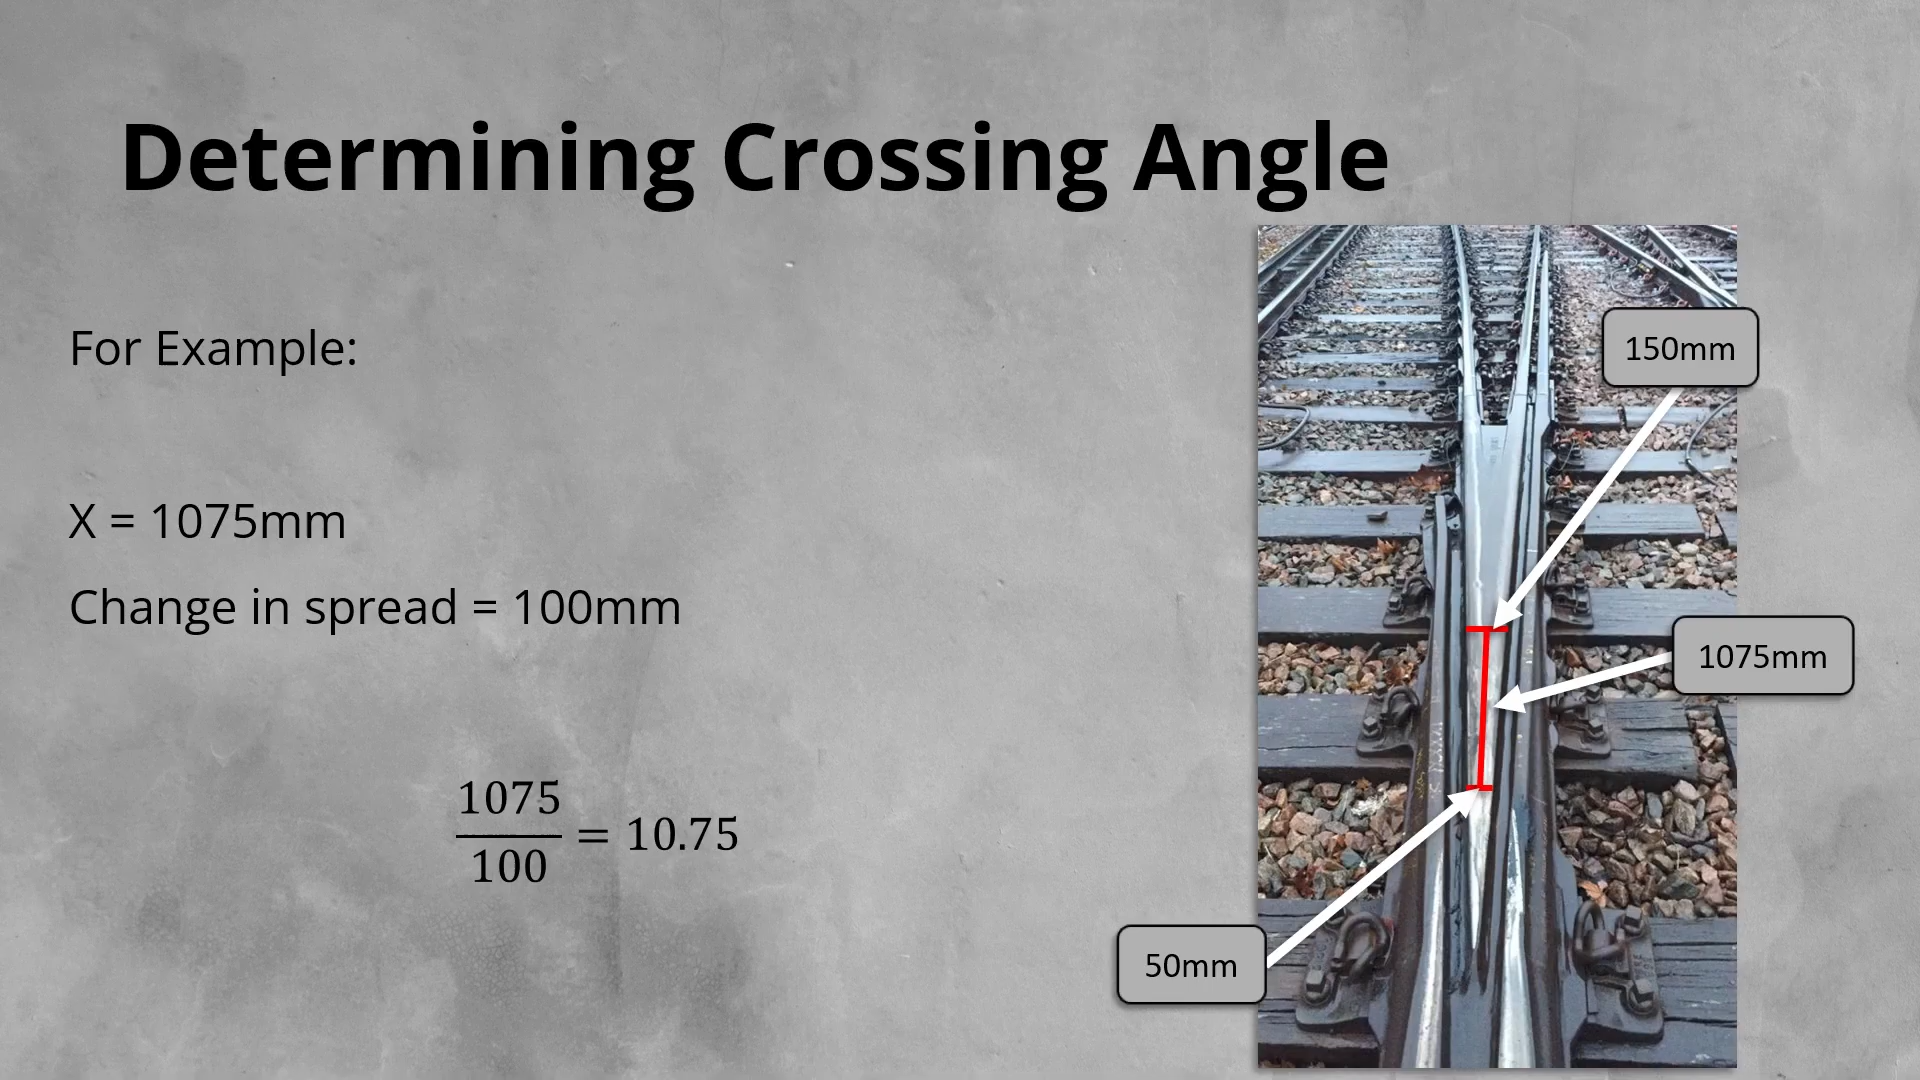 Determining Crossing Angle
For Example:
X = 1075mm
Change in spread = 100mm
1075
100
= 10.75
150mm
1075mm
50mm